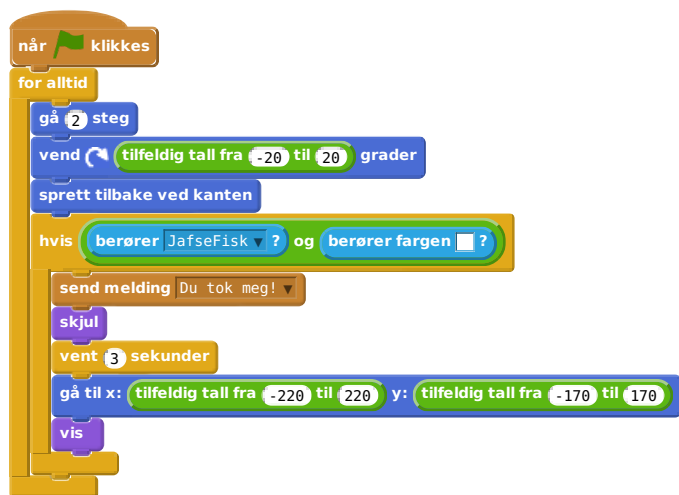 når klikkes
for alltid
gå 2 steg
vend tilfeldig tall fra -20 til 20 grader
sprett tilbake ved kanten
hvis berører JafseFisk ? og berører fargen ?
send melding Du tok meg!
skjul
vent 3 sekunder
gå til x: tilfeldig tall fra -220 til 220 y: tilfeldig tall fra -170 til 170
vis